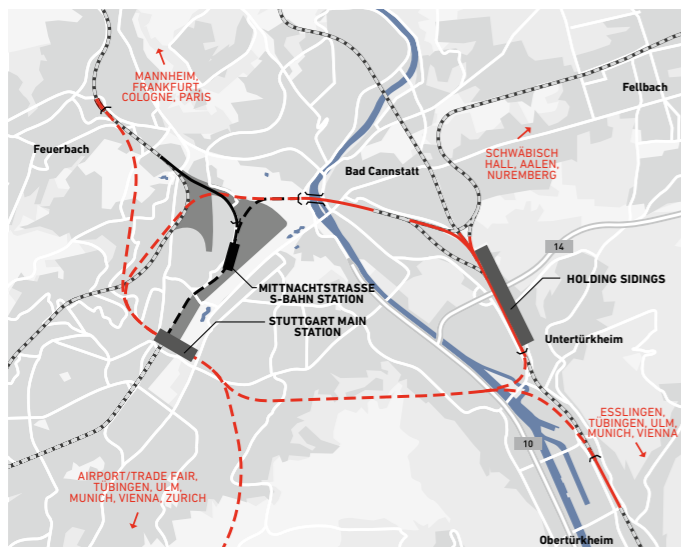 MANNHEIM,
FRANKFURT,
COLOGNE, PARIS
Fellbach
Feuerbach
Bad Cannstatt
SCHWÄBISCH
HALL, AALEN,
NUREMBERG
14
MITTNACHTSTRASSE
S-BAHN STATION
HOLDING SIDINGS
STUTTGART MAIN
STATION
Untertürkheim
ESSLINGEN,
TÜBINGEN, ULM,
MUNICH, VIENNA
10
AIRPORT/TRADE FAIR,
TÜBINGEN, ULM,
MUNICH, VIENNA, ZURICH
Obertürkheim